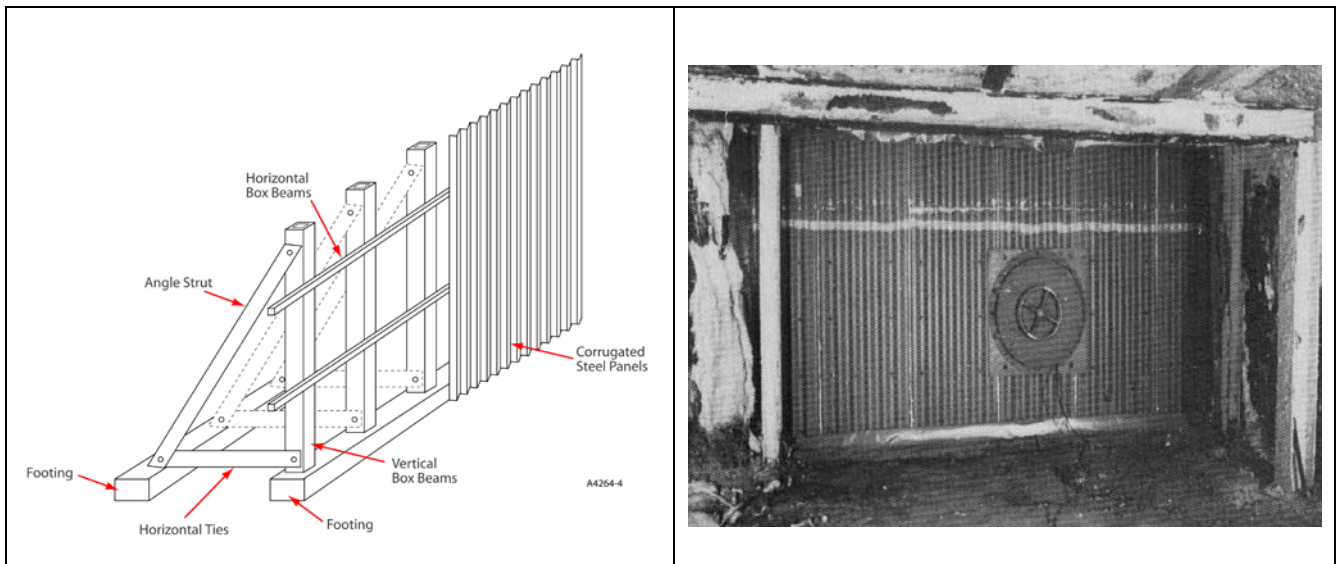 Horizontal
Box Beams
Angle Strut
Corrugated
Steel Panels
Footing
Vertical
Box Beams
A4264-4
Footing
Horizontal Ties